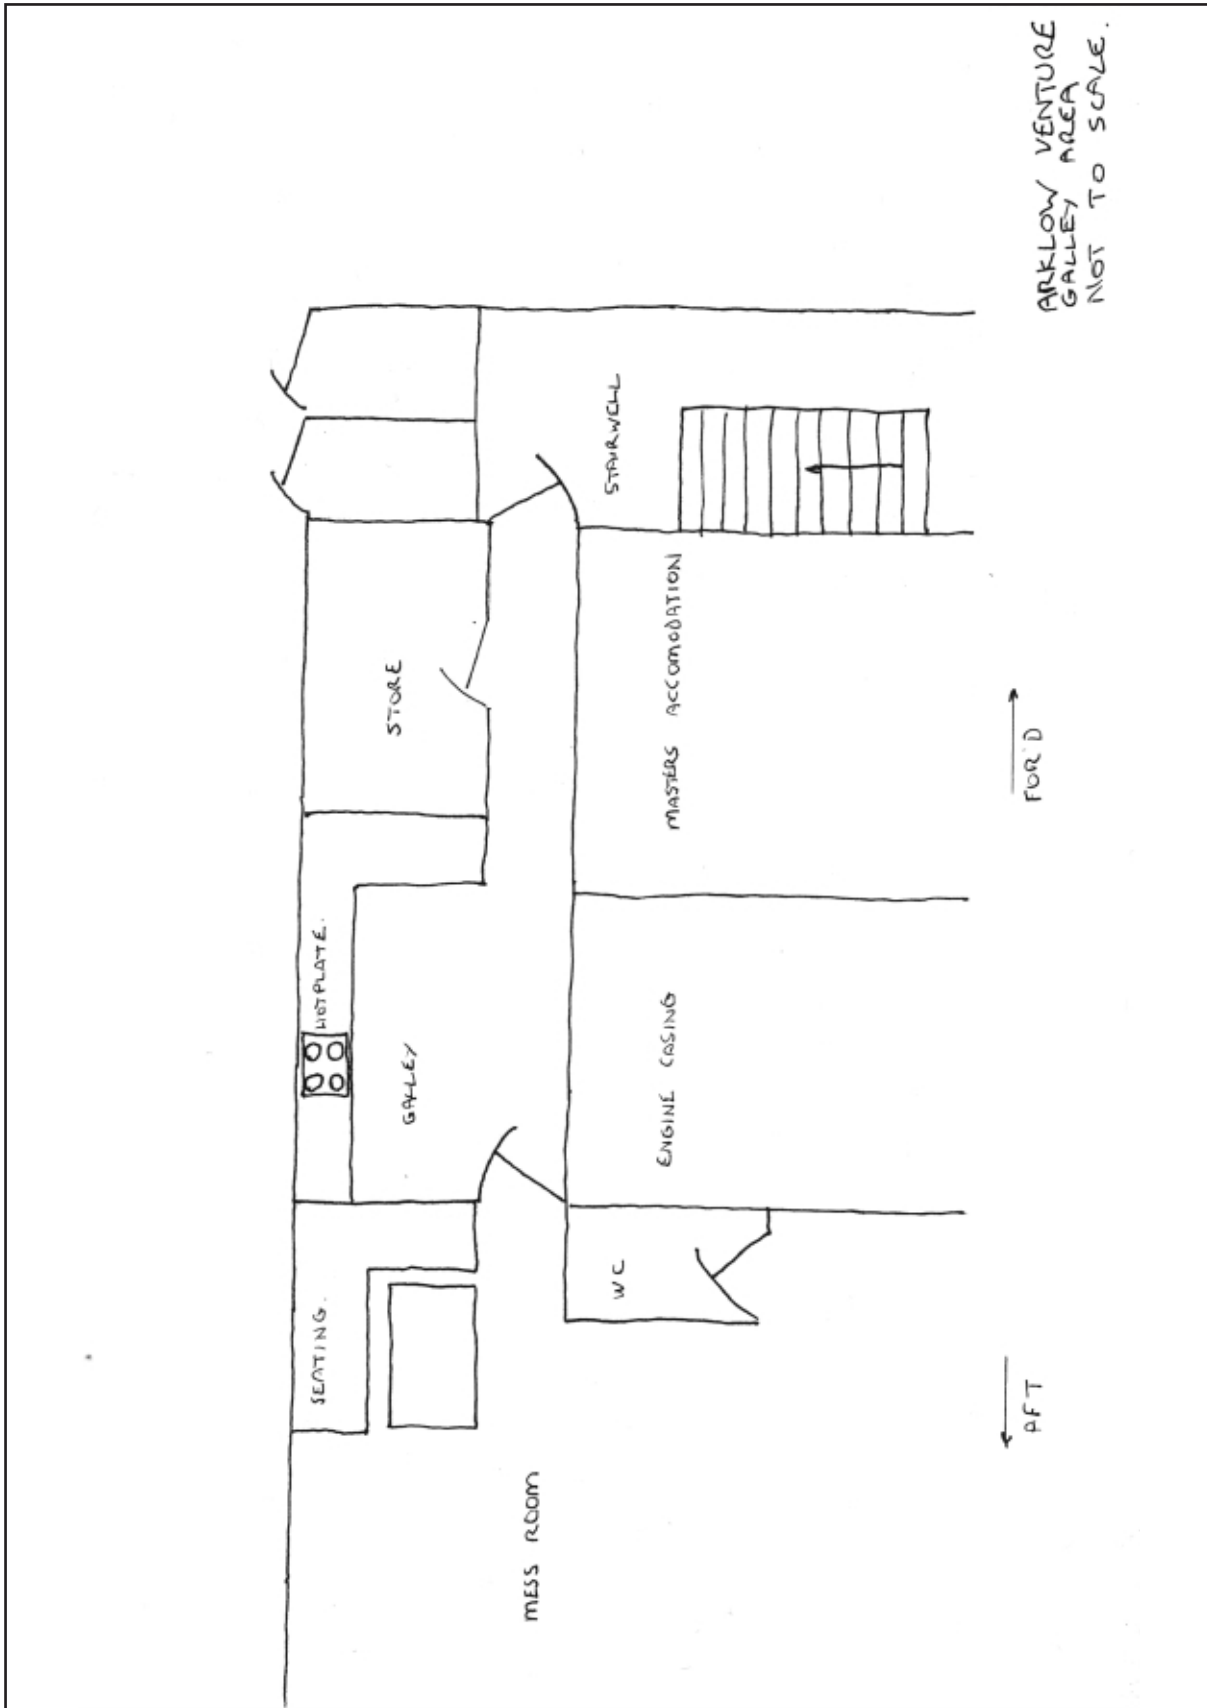 ARKLOW VENTURE
GALLEY AREA
NOT TO SCALE.
SEATING.
HOTPLATE.
STORE
GALLEY
MESS ROOM
WC
STAIRWELL
ENGINE CASING
MASTERS ACCOMODATION
AFT
FOR'D